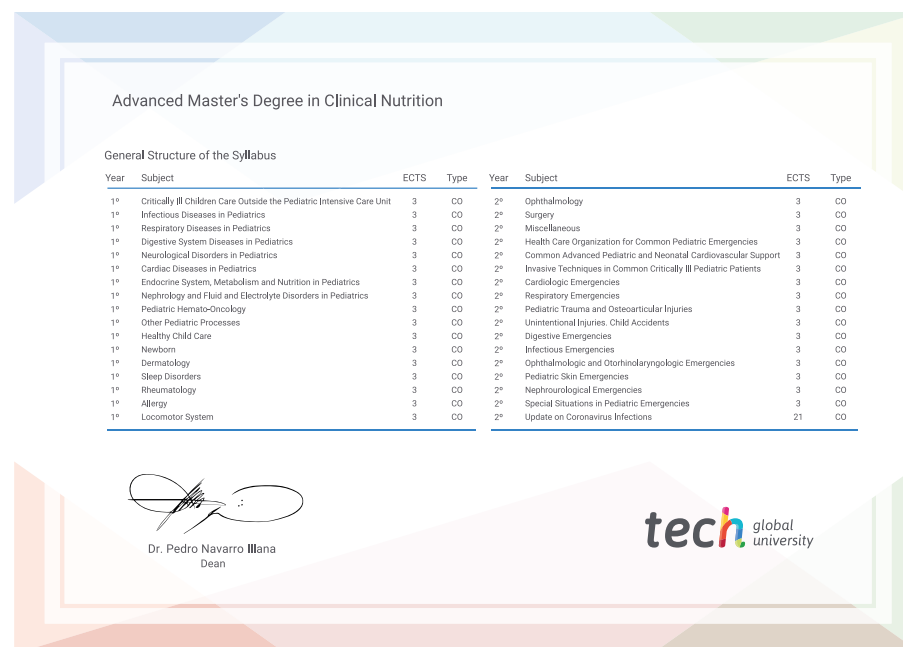 Advanced Master's Degree in Clinical Nutrition
General Structure of the Syllabus
Year Subject ECTS Type
1º Critically Ill Children Care Outside the Pediatric Intensive Care Unit 3 CO
1º Infectious Diseases in Pediatrics 3 CO
1º Respiratory Diseases in Pediatrics 3 CO
1º Digestive System Diseases in Pediatrics 3 CO
1º Neurological Disorders in Pediatrics 3 CO
1º Cardiac Diseases in Pediatrics 3 CO
1º Endocrine System, Metabolism and Nutrition in Pediatrics 3 CO
1º Nephrology and Fluid and Electrolyte Disorders in Pediatrics 3 CO
1º Pediatric Hemato-Oncology 3 CO
1º Other Pediatric Processes 3 CO
1º Healthy Child Care 3 CO
1º Newborn 3 CO
1º Dermatology 3 CO
1º Sleep Disorders 3 CO
1º Rheumatology 3 CO
1º Allergy 3 CO
1º Locomotor System 3 CO
Year Subject ECTS Type
2º Ophthalmology 3 CO
2º Surgery 3 CO
2º Miscellaneous 3 CO
2º Health Care Organization for Common Pediatric Emergencies 3 CO
2º Common Advanced Pediatric and Neonatal Cardiovascular Support 3 CO
2º Invasive Techniques in Common Critically Ill Pediatric Patients 3 CO
2º Cardiologic Emergencies 3 CO
2º Respiratory Emergencies 3 CO
2º Pediatric Trauma and Osteoarticular Injuries 3 CO
2º Unintentional Injuries. Child Accidents 3 CO
2º Digestive Emergencies 3 CO
2º Infectious Emergencies 3 CO
2º Ophthalmologic and Otorhinolaryngologic Emergencies 3 CO
2º Pediatric Skin Emergencies 3 CO
2º Nephrourological Emergencies 3 CO
2º Special Situations in Pediatric Emergencies 3 CO
2º Update on Coronavirus Infections 21 CO
Dr. Pedro Navarro Illana
Dean
tech global
university